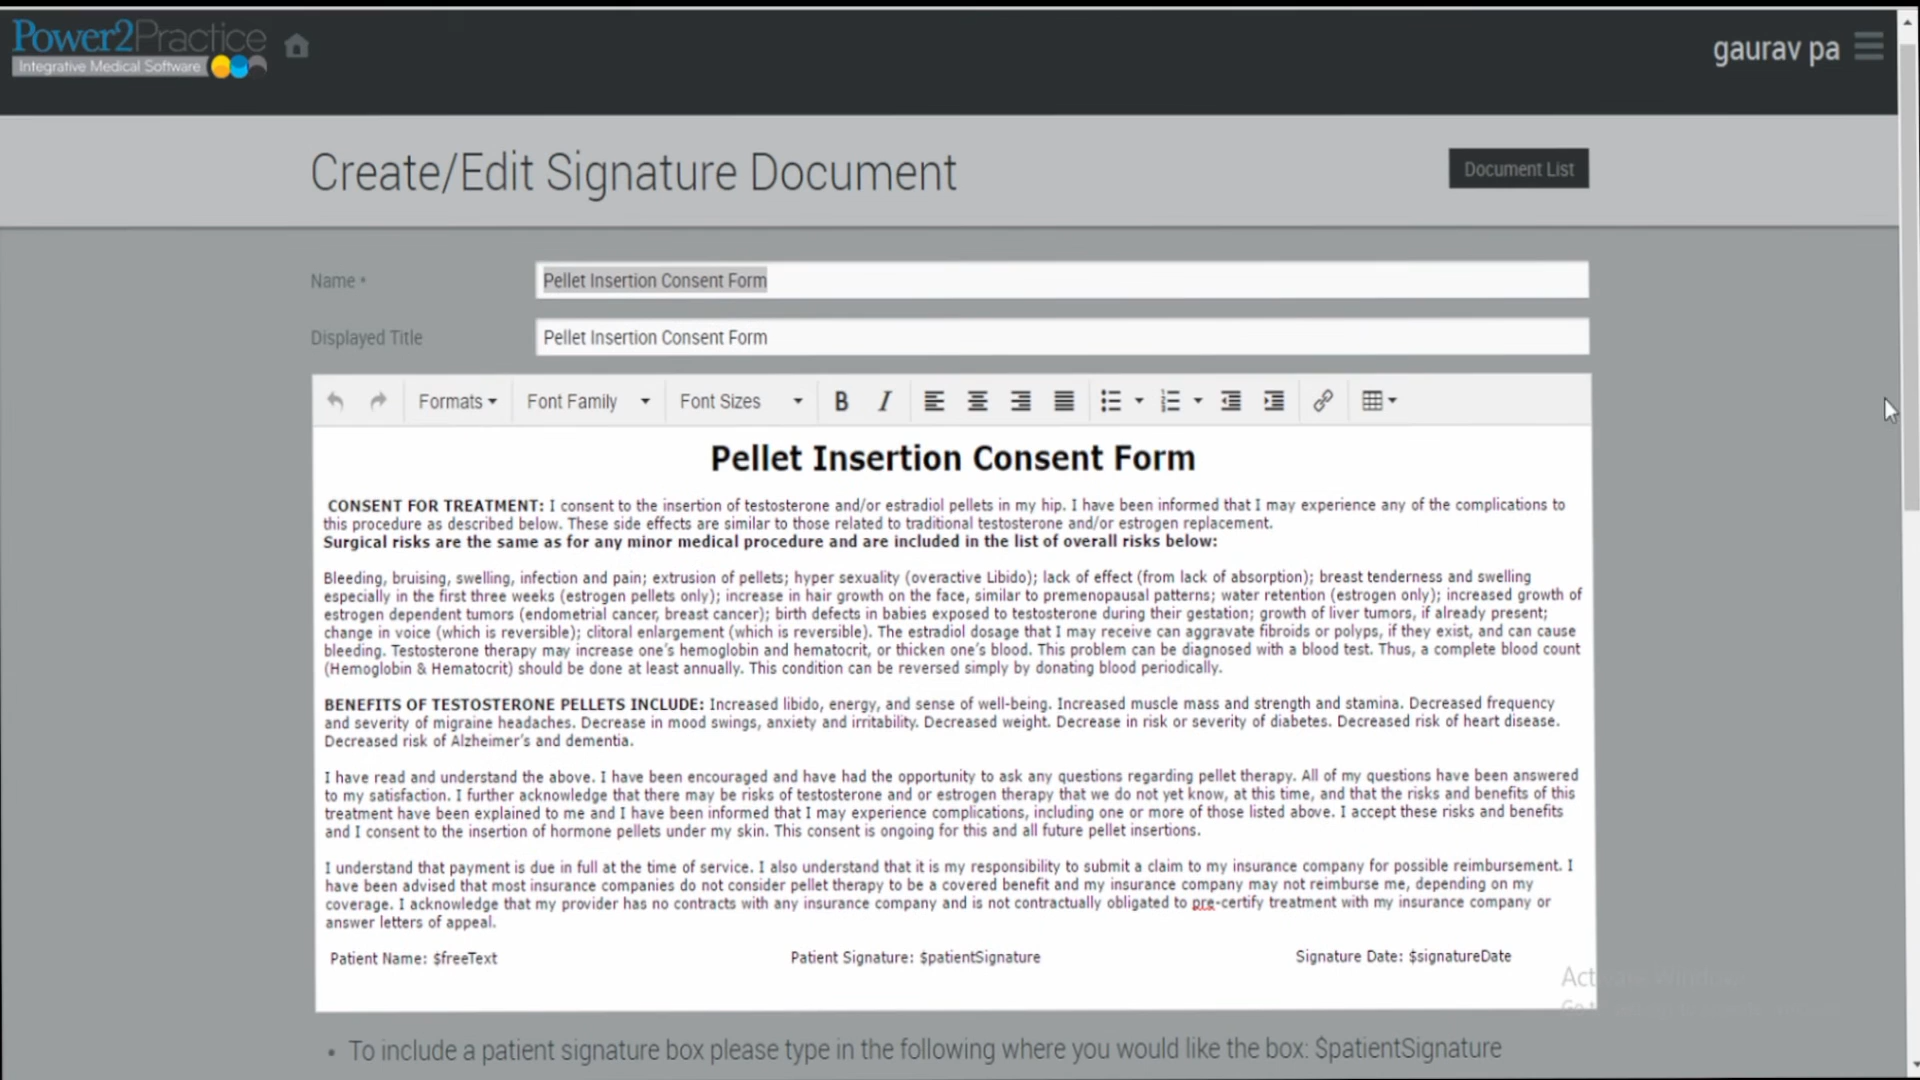 Power2Practice
Integrative Medical Software
gaurav pa
Create/Edit Signature Document
Document List
Name *
Pellet Insertion Consent Form
Displayed Title
Pellet Insertion Consent Form
Formats
Font Family
Font Sizes
B
I
Pellet Insertion Consent Form
CONSENT FOR TREATMENT: I consent to the insertion of testosterone and/or estradiol pellets in my hip. I have been informed that I may experience any of the complications to
this procedure as described below. These side effects are similar to those related to traditional testosterone and/or estrogen replacement.
Surgical risks are the same as for any minor medical procedure and are included in the list of overall risks below:
Bleeding, bruising, swelling, infection and pain; extrusion of pellets; hyper sexuality (overactive Libido); lack of effect (from lack of absorption); breast tenderness and swelling
especially in the first three weeks (estrogen pellets only); increase in hair growth on the face, similar to premenopausal patterns; water retention (estrogen only); increased growth of
estrogen dependent tumors (endometrial cancer, breast cancer); birth defects in babies exposed to testosterone during their gestation; growth of liver tumors, if already present;
change in voice (which is reversible); clitoral enlargement (which is reversible). The estradiol dosage that I may receive can aggravate fibroids or polyps, if they exist, and can cause
bleeding. Testosterone therapy may increase one's hemoglobin and hematocrit, or thicken one's blood. This problem can be diagnosed with a blood test. Thus, a complete blood count
(Hemoglobin & Hematocrit) should be done at least annually. This condition can be reversed simply by donating blood periodically.
BENEFITS OF TESTOSTERONE PELLETS INCLUDE: Increased libido, energy, and sense of well-being. Increased muscle mass and strength and stamina. Decreased frequency
and severity of migraine headaches. Decrease in mood swings, anxiety and irritability. Decreased weight. Decrease in risk or severity of diabetes. Decreased risk of heart disease.
Decreased risk of Alzheimer's and dementia.
I have read and understand the above. I have been encouraged and have had the opportunity to ask any questions regarding pellet therapy. All of my questions have been answered
to my satisfaction. I further acknowledge that there may be risks of testosterone and or estrogen therapy that we do not yet know, at this time, and that the risks and benefits of this
treatment have been explained to me and I have been informed that I may experience complications, including one or more of those listed above. I accept these risks and benefits
and I consent to the insertion of hormone pellets under my skin. This consent is ongoing for this and all future pellet insertions.
I understand that payment is due in full at the time of service. I also understand that it is my responsibility to submit a claim to my insurance company for possible reimbursement. I
have been advised that most insurance companies do not consider pellet therapy to be a covered benefit and my insurance company may not reimburse me, depending on my
coverage. I acknowledge that my provider has no contracts with any insurance company and is not contractually obligated to pre-certify treatment with my insurance company or
answer letters of appeal.
Patient Name: $freeText
Patient Signature: $patientSignature
Signature Date: $signatureDate
• To include a patient signature box please type in the following where you would like the box: $patientSignature